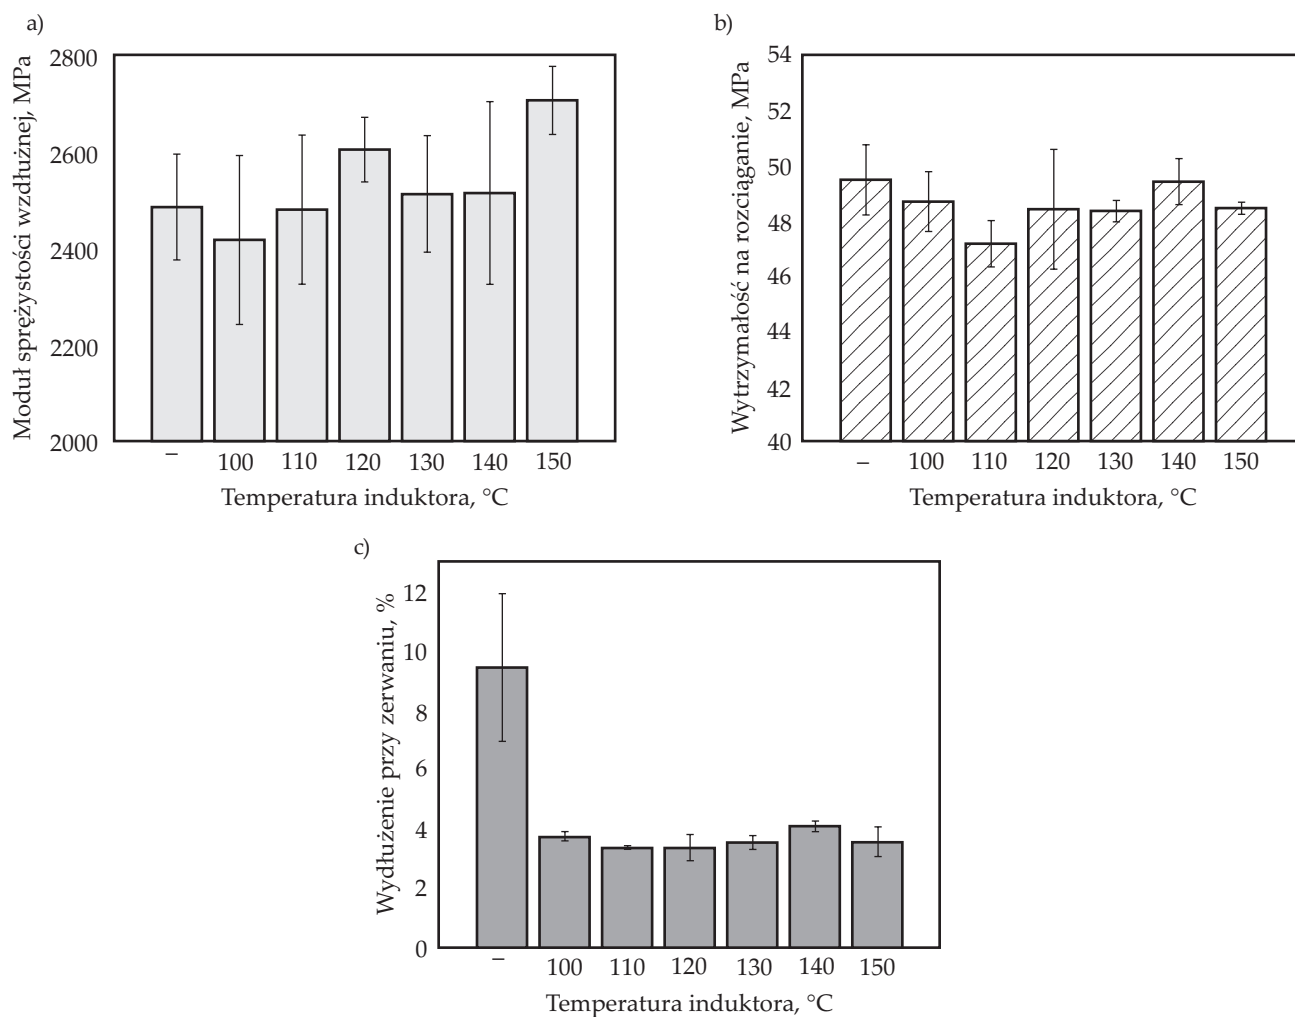 a)
Moduł sprężystości wzdłużnej, MPa
2800
2600
2400
2200
2000
– 100 110 120 130 140 150
Temperatura induktora, °C
b)
Wytrzymałość na rozciąganie, MPa
54
52
50
48
46
44
42
40
– 100 110 120 130 140 150
Temperatura induktora, °C
c)
Wydłużenie przy zerwaniu, %
12
10
8
6
4
2
0
– 100 110 120 130 140 150
Temperatura induktora, °C